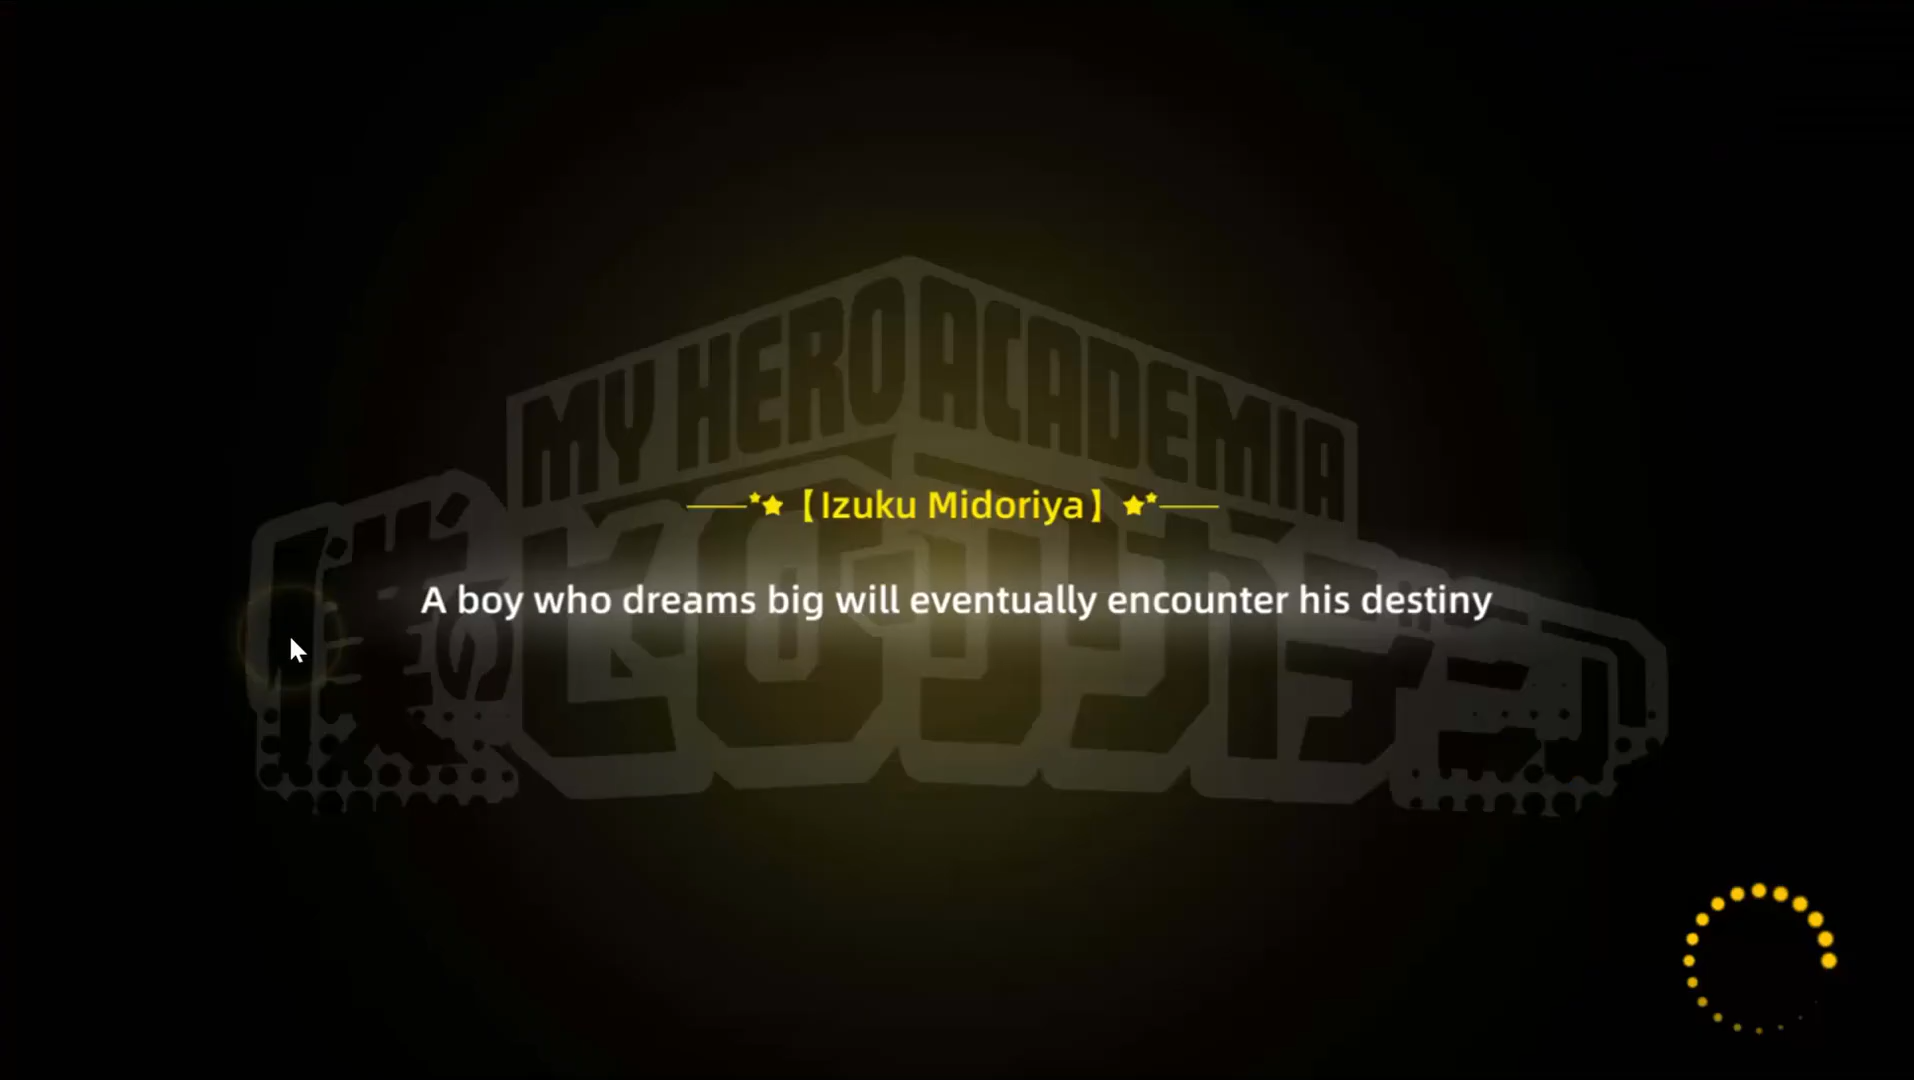 MY HERO ACADEMIA
【Izuku Midoriya】
A boy who dreams big will eventually encounter his destiny